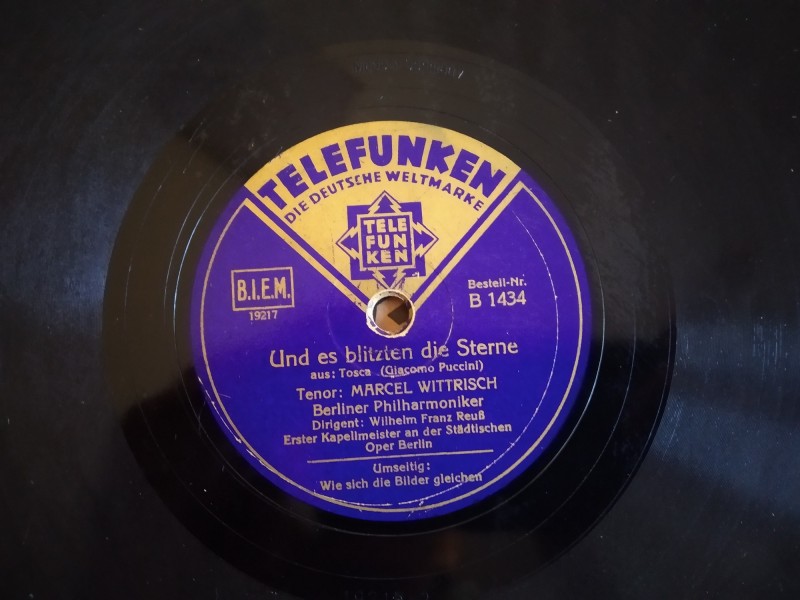 TELEFUNKEN
DIE DEUTSCHE WELTMARKE
TELE
FUN
KEN
B.I.E.M.
19217
Bestell-Nr.
B 1434
Und es blitzten die Sterne
aus: Tosca (Giacomo Puccini)
Tenor: MARCEL WITTRISCH
Berliner Philharmoniker
Dirigent: Wilhelm Franz Reuß
Erster Kapellmeister an der Städtischen
Oper Berlin
Umseitig:
Wie sich die Bilder gleichen